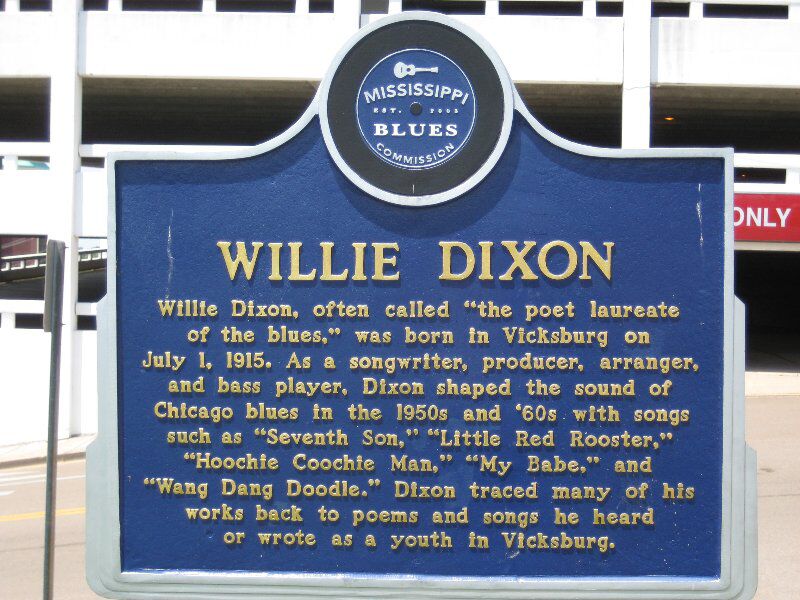 MISSISSIPPI
EST. 2003
BLUES
COMMISSION
ONLY
WILLIE DIXON
Willie Dixon, often called "the poet laureate
of the blues," was born in Vicksburg on
July 1, 1915. As a songwriter, producer, arranger,
and bass player, Dixon shaped the sound of
Chicago blues in the 1950s and '60s with songs
such as "Seventh Son," "Little Red Rooster,"
"Hoochie Coochie Man," "My Babe," and
"Wang Dang Doodle." Dixon traced many of his
works back to poems and songs he heard
or wrote as a youth in Vicksburg.